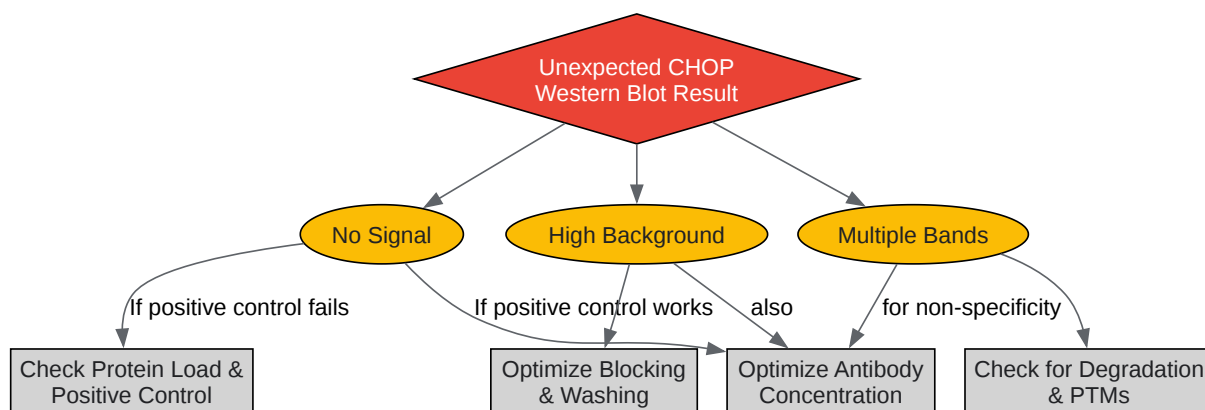 Unexpected CHOP
Western Blot Result
No Signal
High Background
Multiple Bands
If positive control fails
If positive control works
also
for non-specificity
Check Protein Load &
Positive Control
Optimize Blocking
& Washing
Optimize Antibody
Concentration
Check for Degradation
& PTMs